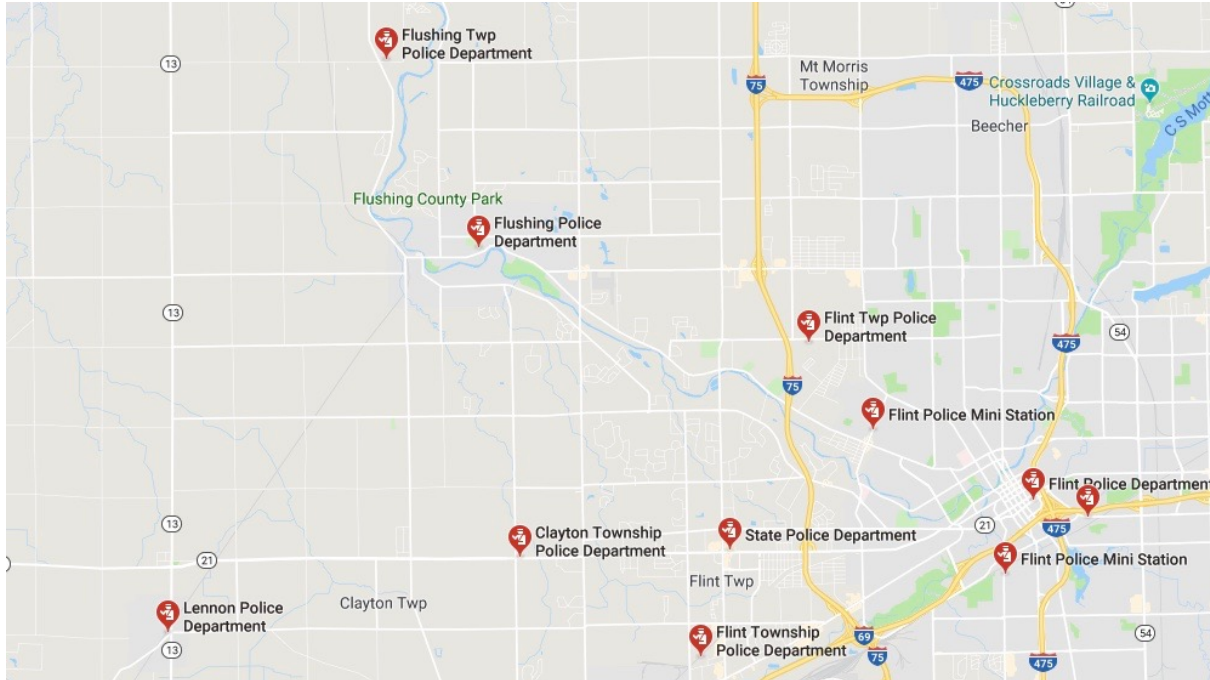 Flushing Twp
Police Department
13
75
Mt Morris
Township
475
Crossroads Village &
Huckleberry Railroad
C S Mott
Beecher
Flushing County Park
Flushing Police
Department
13
Flint Twp Police
Department
54
475
75
Flint Police Mini Station
Flint Police Department
13
Clayton Township
Police Department
State Police Department
21
475
21
Flint Police Mini Station
Flint Twp
Lennon Police
Department
Clayton Twp
Flint Township
Police Department
69
54
13
75
475